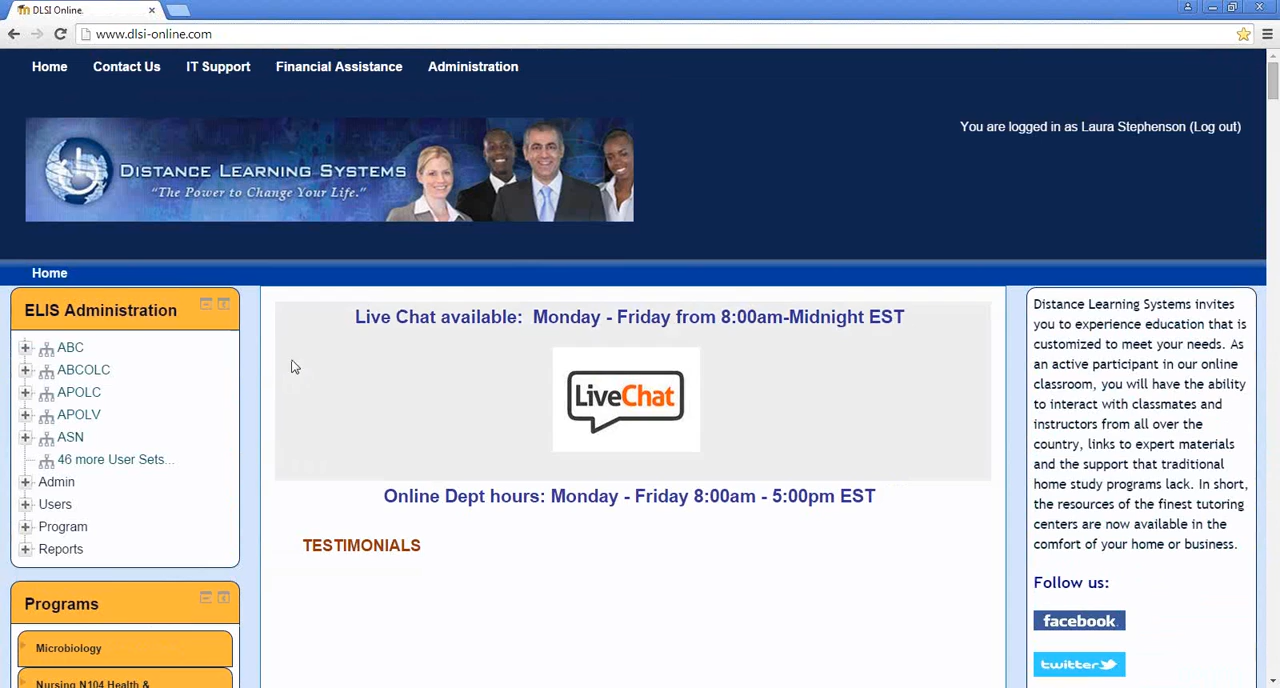 DLSI Online.
www.dlsi-online.com
Home Contact Us IT Support Financial Assistance Administration
You are logged in as Laura Stephenson (Log out)
DISTANCE LEARNING SYSTEMS
"The Power to Change Your Life."
Home
ELIS Administration
ABC
ABCOLC
APOLC
APOLV
ASN
46 more User Sets...
Admin
Users
Program
Reports
Programs
Microbiology
Nursing N104 Health &
Live Chat available: Monday - Friday from 8:00am-Midnight EST
LiveChat
Online Dept hours: Monday - Friday 8:00am - 5:00pm EST
TESTIMONIALS
Distance Learning Systems invites
you to experience education that is
customized to meet your needs. As
an active participant in our online
classroom, you will have the ability
to interact with classmates and
instructors from all over the
country, links to expert materials
and the support that traditional
home study programs lack. In short,
the resources of the finest tutoring
centers are now available in the
comfort of your home or business.
Follow us:
facebook
twitter